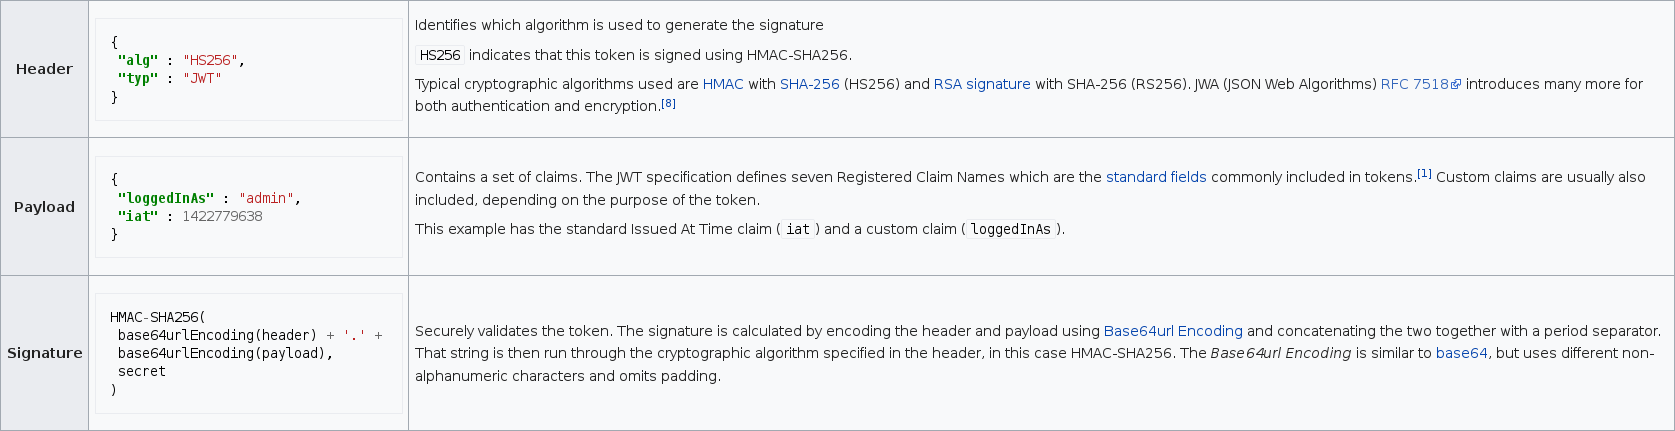 Header
{
"alg" : "HS256",
"typ" : "JWT"
}
Identifies which algorithm is used to generate the signature
HS256 indicates that this token is signed using HMAC-SHA256.
Typical cryptographic algorithms used are HMAC with SHA-256 (HS256) and RSA signature with SHA-256 (RS256). JWA (JSON Web Algorithms) RFC 7518 introduces many more for
both authentication and encryption.[8]
Payload
{
"loggedInAs" : "admin",
"iat" : 1422779638
}
Contains a set of claims. The JWT specification defines seven Registered Claim Names which are the standard fields commonly included in tokens.[1] Custom claims are usually also
included, depending on the purpose of the token.
This example has the standard Issued At Time claim ( iat ) and a custom claim ( loggedInAs ).
Signature
HMAC-SHA256(
base64urlEncoding(header) + '.' +
base64urlEncoding(payload),
secret
)
Securely validates the token. The signature is calculated by encoding the header and payload using Base64url Encoding and concatenating the two together with a period separator.
That string is then run through the cryptographic algorithm specified in the header, in this case HMAC-SHA256. The Base64url Encoding is similar to base64, but uses different non-
alphanumeric characters and omits padding.